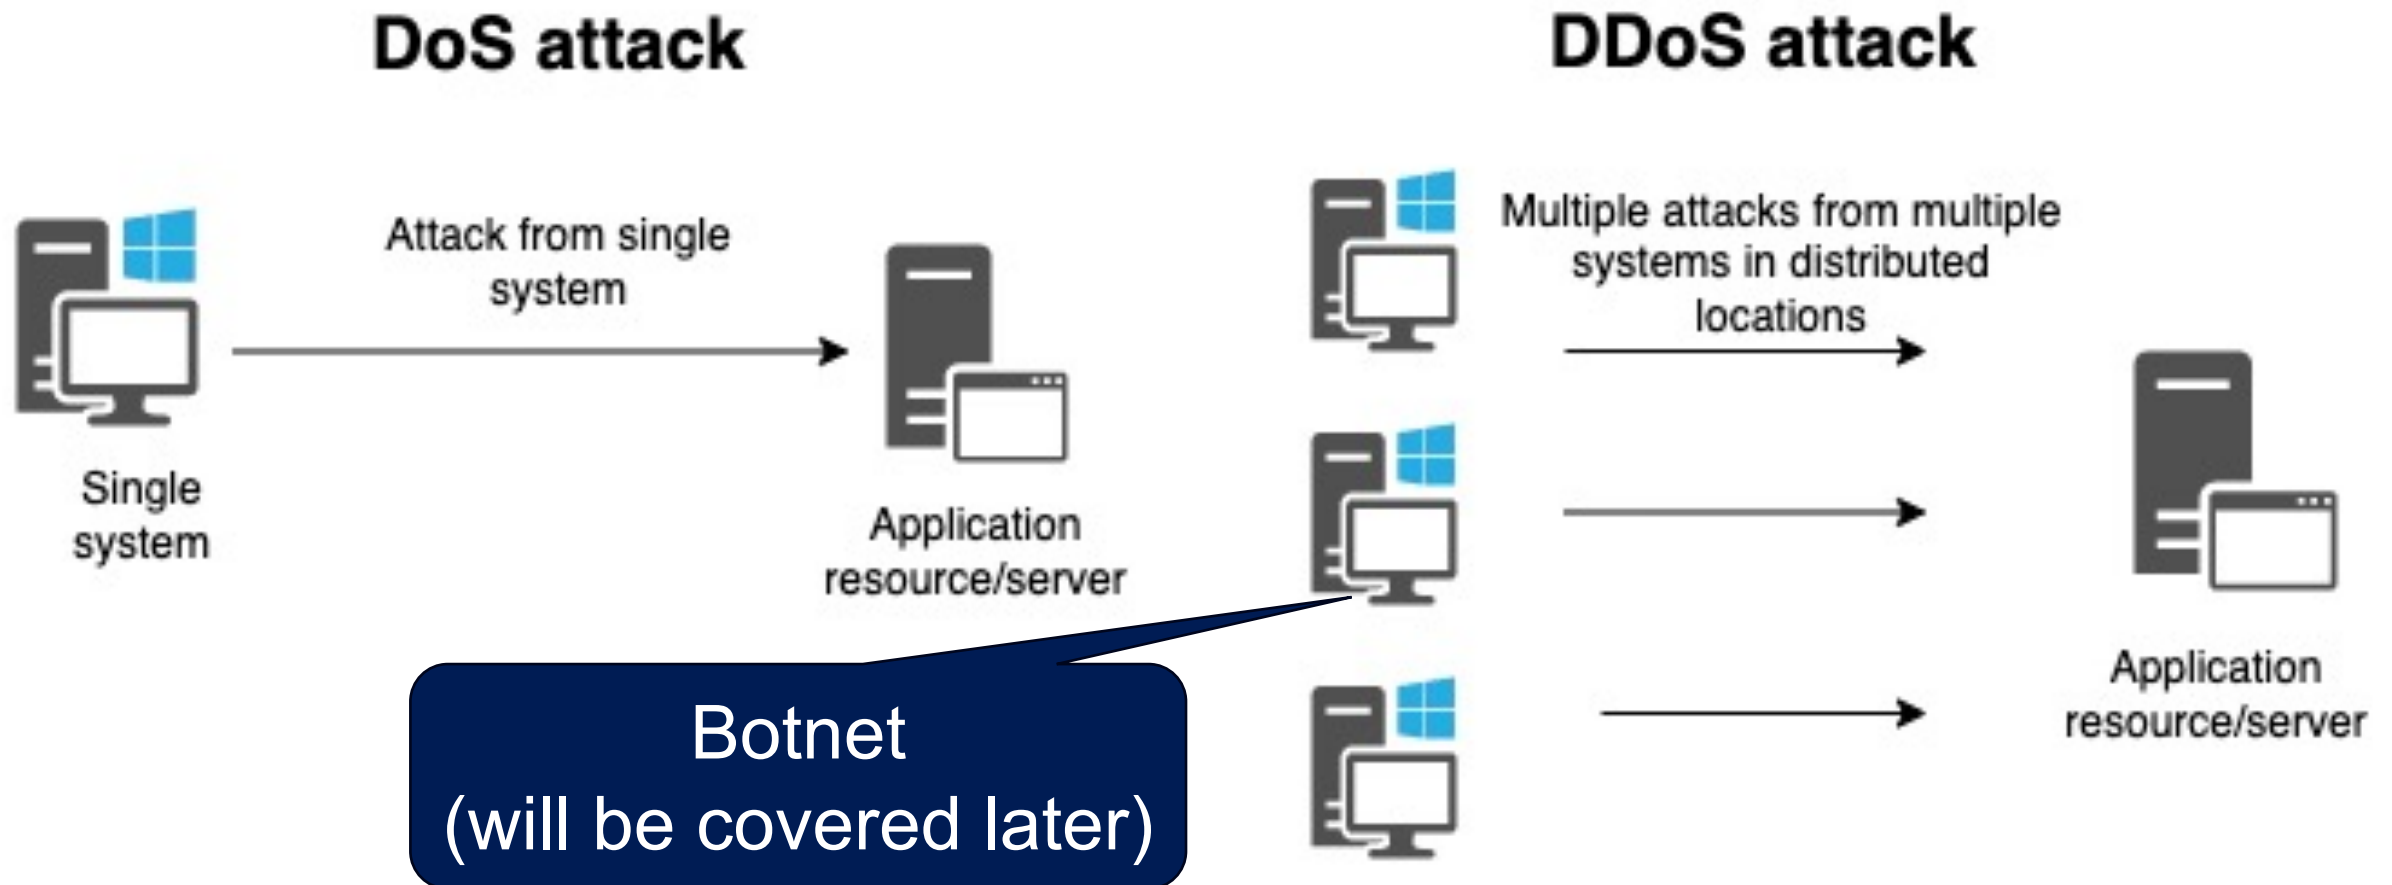 DoS attack
Attack from single
system
Single
system
Application
resource/server
DDoS attack
Multiple attacks from multiple
systems in distributed
locations
Application
resource/server
Botnet
(will be covered later)